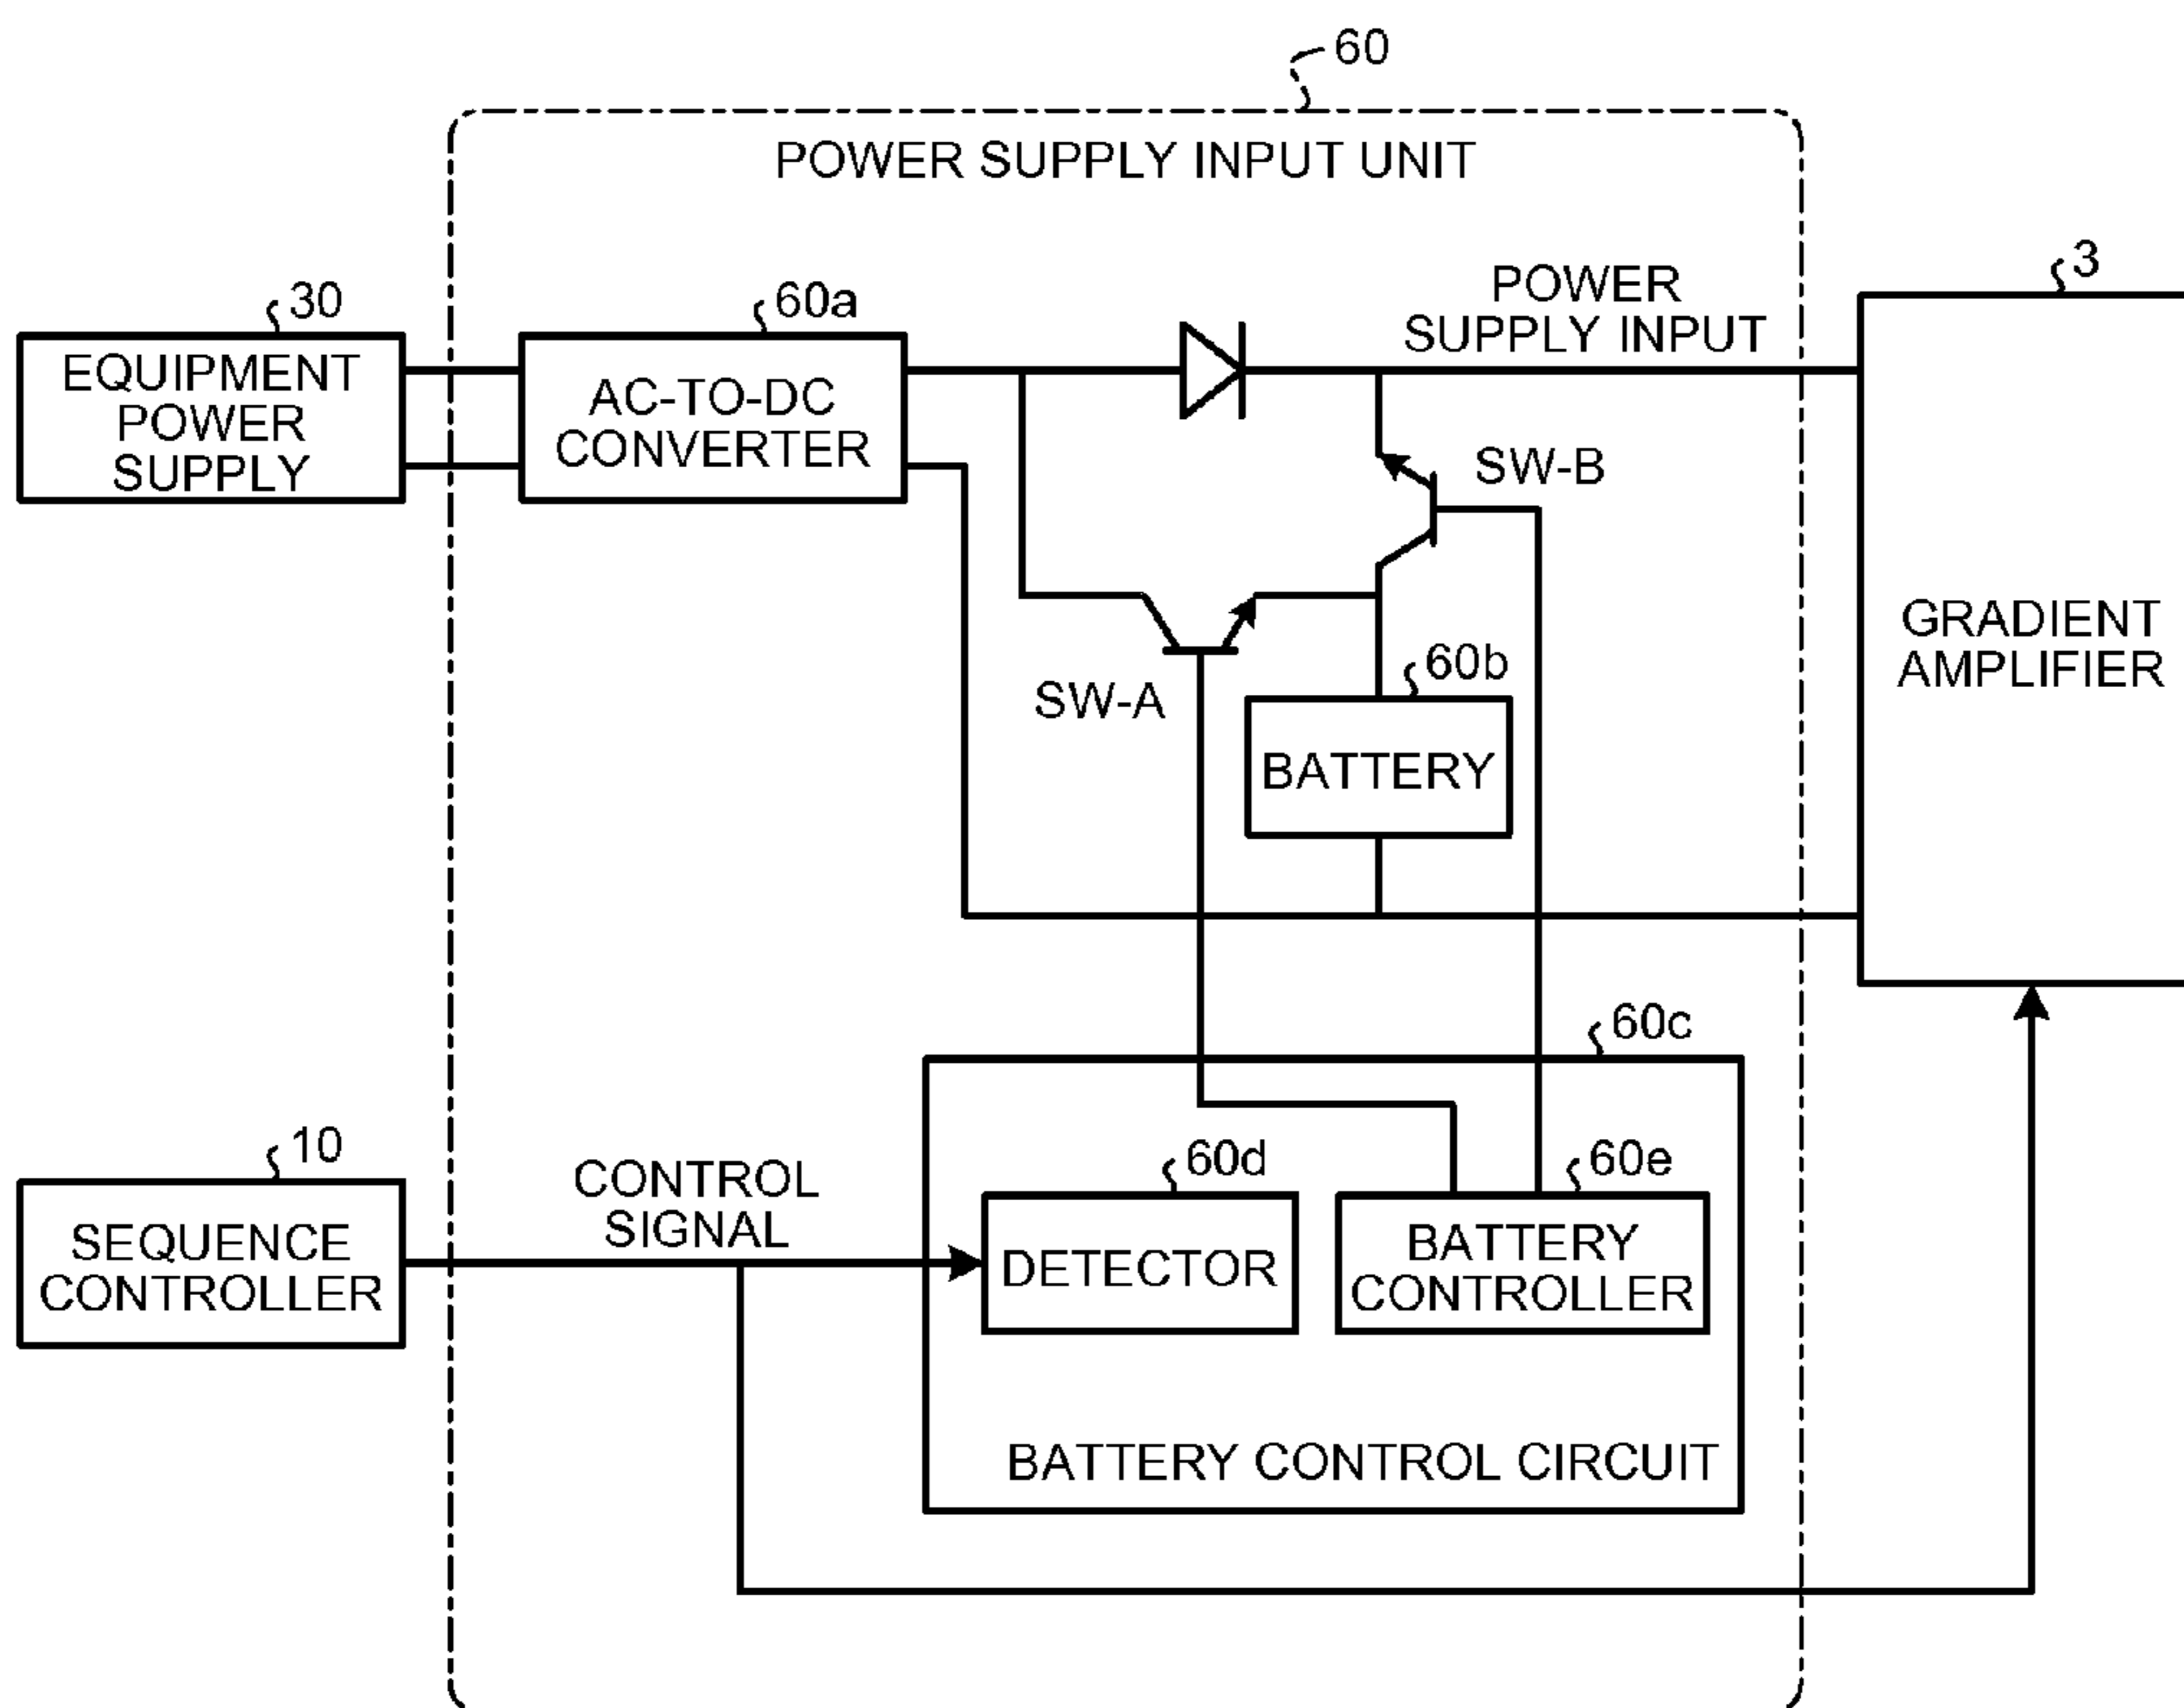 60
POWER SUPPLY INPUT UNIT
30
EQUIPMENT
POWER
SUPPLY
60a
AC-TO-DC
CONVERTER
POWER
SUPPLY INPUT
3
GRADIENT
AMPLIFIER
SW-B
SW-A
60b
BATTERY
60c
10
SEQUENCE
CONTROLLER
CONTROL
SIGNAL
60d
DETECTOR
60e
BATTERY
CONTROLLER
BATTERY CONTROL CIRCUIT